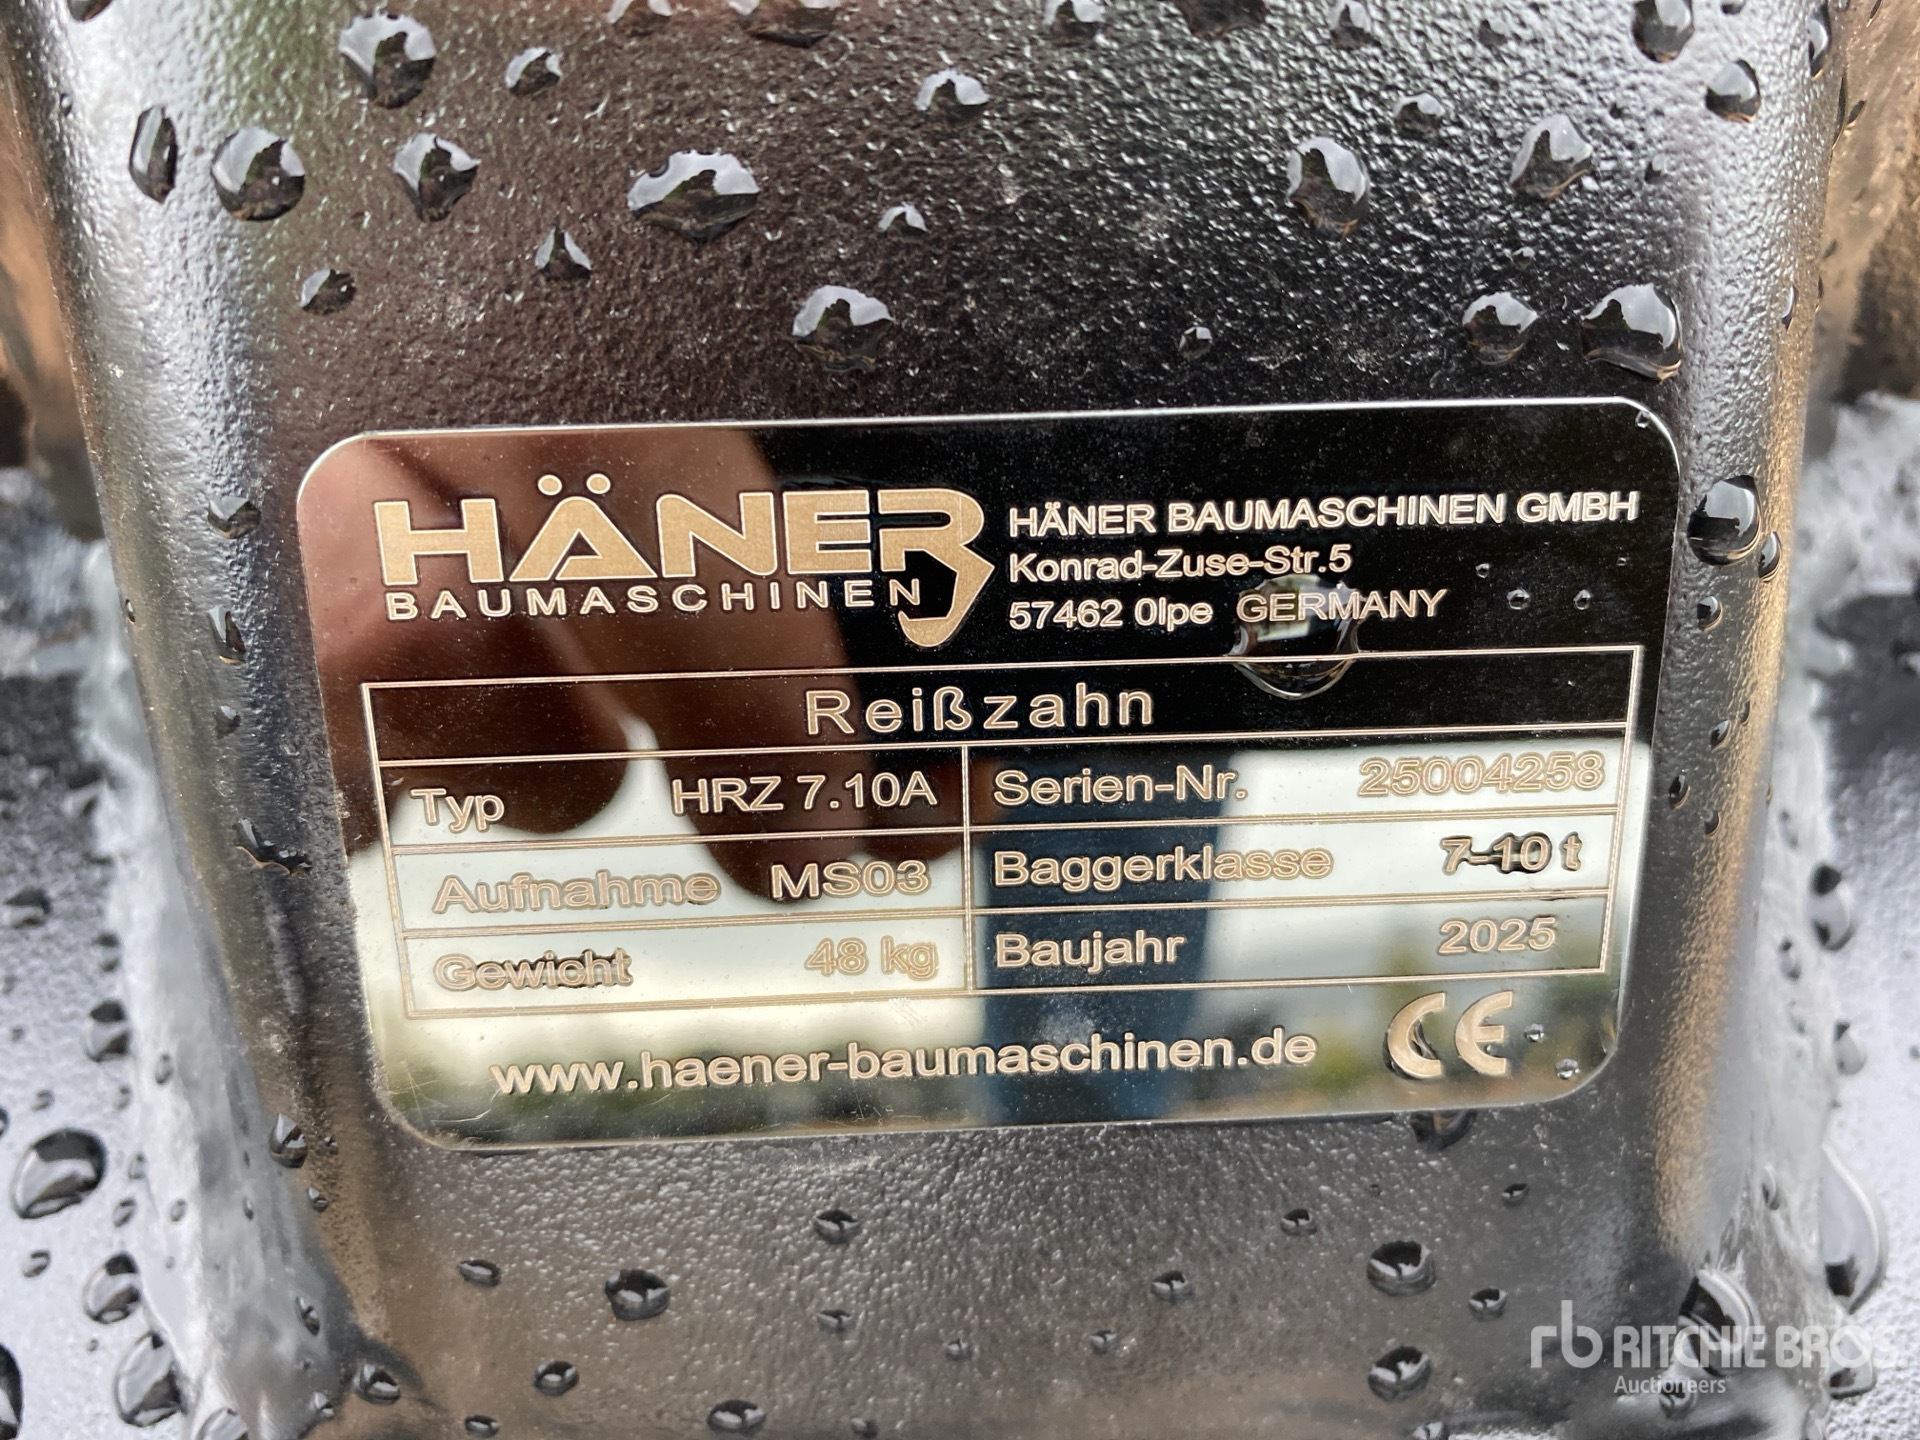 HÄNER
BAUMASCHINEN
HÄNER BAUMASCHINEN GMBH
Konrad-Zuse-Str.5
57462 Olpe GERMANY
Reißzahn
Typ HRZ 7.10A Serien-Nr. 25004258
Aufnahme MS03 Baggerklasse 7-10 t
Gewicht 48 kg Baujahr 2025
www.haener-baumaschinen.de CE
rb RITCHIE BROS.
Auctioneers